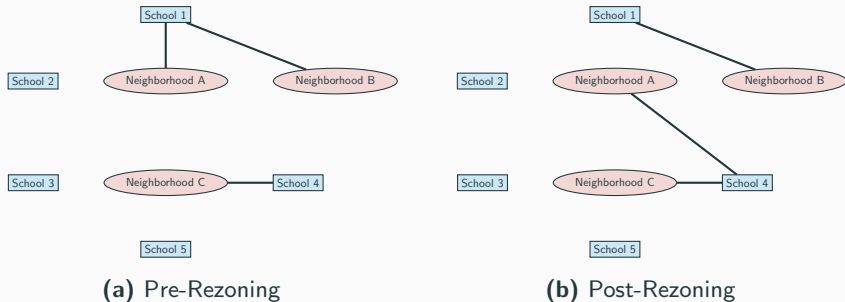 School 1
School 2
Neighborhood A
Neighborhood B
School 3
Neighborhood C
School 4
School 5
(a) Pre-Rezoning
School 1
School 2
Neighborhood A
Neighborhood B
School 3
Neighborhood C
School 4
School 5
(b) Post-Rezoning